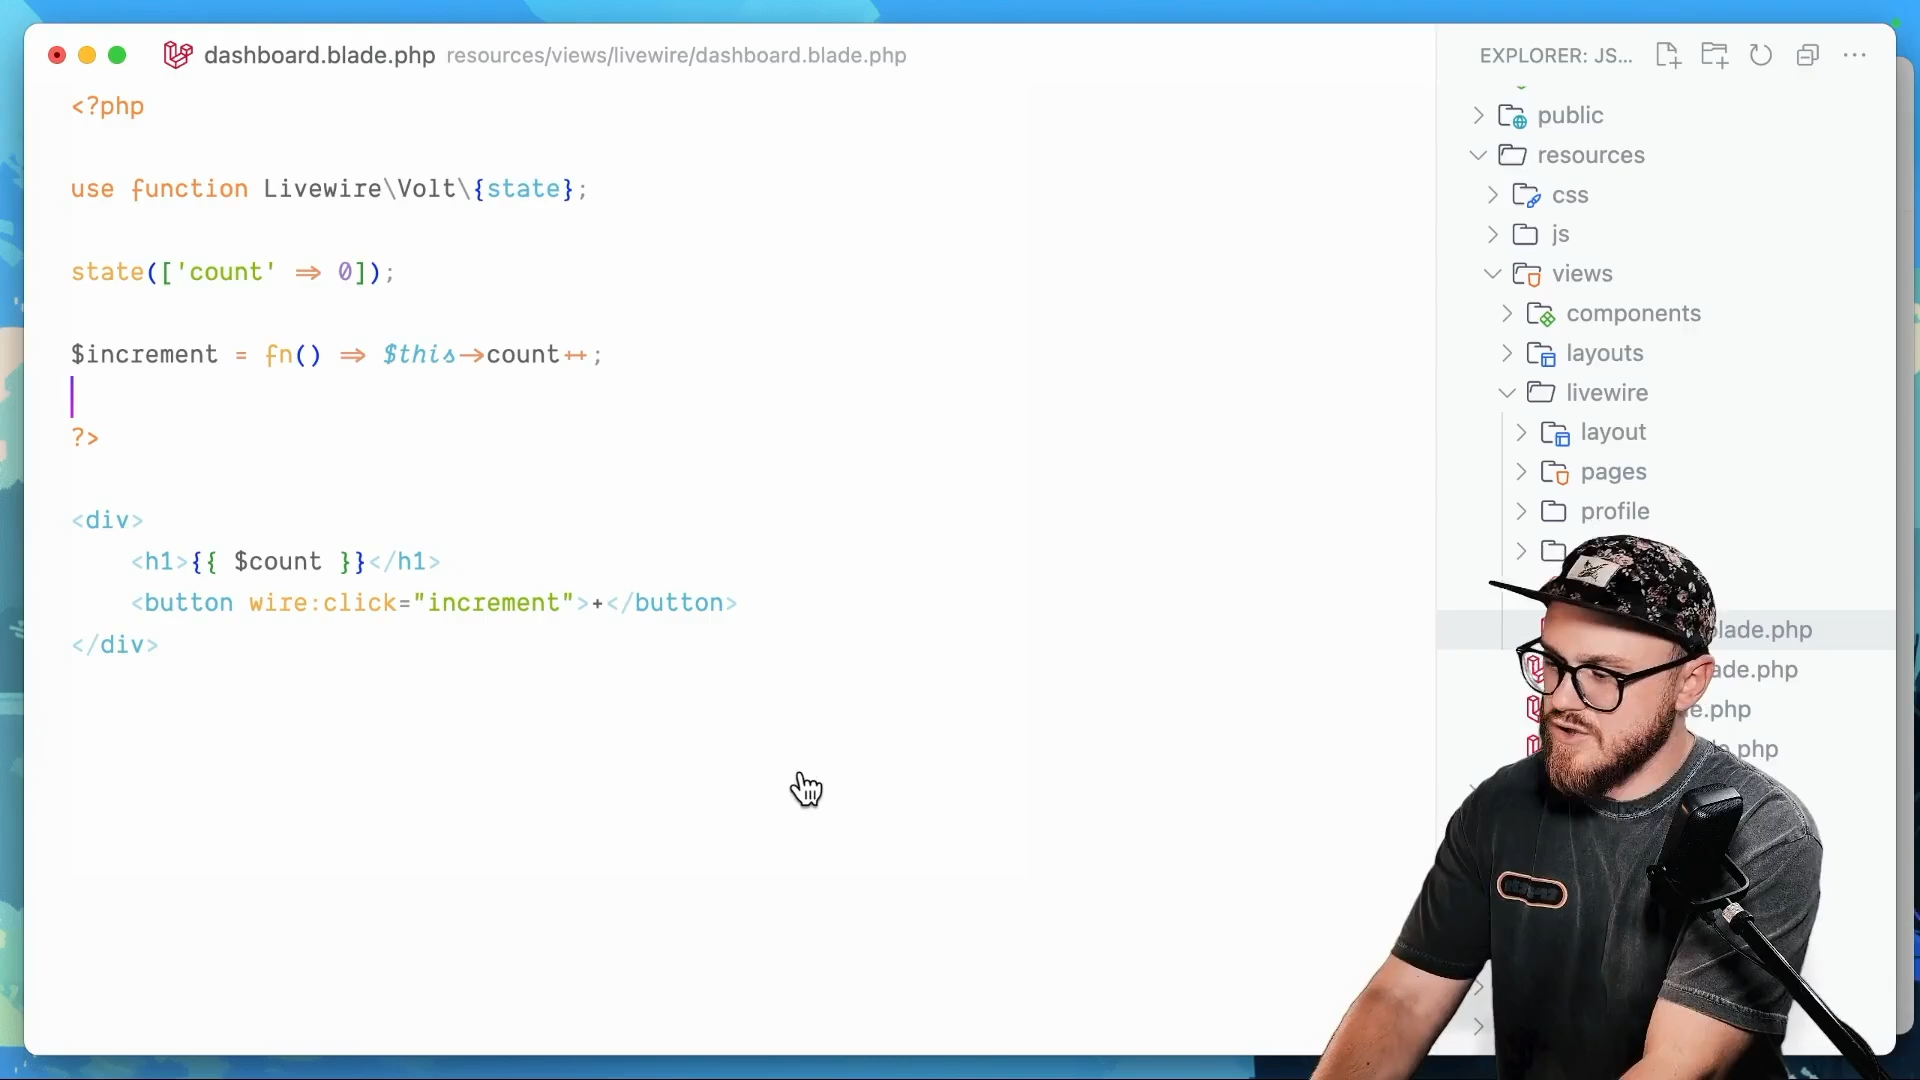 dashboard.blade.php resources/views/livewire/dashboard.blade.php
<?php
use function Livewire\Volt\{state};
state(['count' => 0]);
$increment = fn() => $this->count++;
?>
<div>
<h1>{{ $count }}</h1>
<button wire:click="increment">+</button>
</div>
EXPLORER: JS...
public
resources
css
js
views
components
layouts
livewire
layout
pages
profile
blade.php
ade.php
e.php
.php